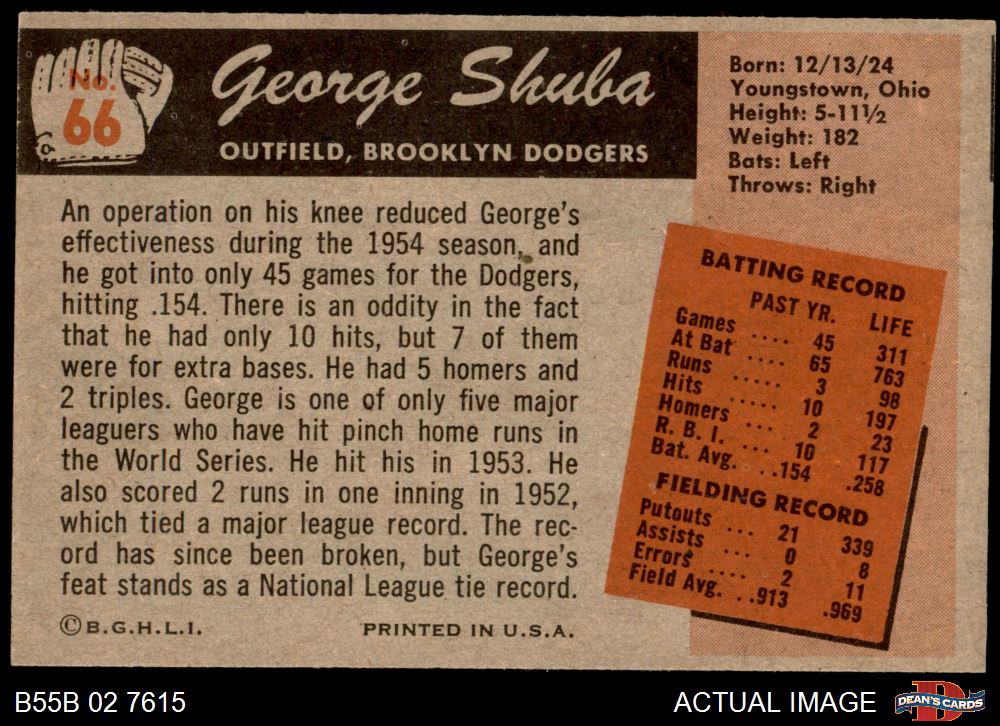 No.
66
George Shuba
OUTFIELD, BROOKLYN DODGERS
Born: 12/13/24
Youngstown, Ohio
Height: 5-11½
Weight: 182
Bats: Left
Throws: Right
An operation on his knee reduced George's
effectiveness during the 1954 season, and
he got into only 45 games for the Dodgers,
hitting .154. There is an oddity in the fact
that he had only 10 hits, but 7 of them
were for extra bases. He had 5 homers and
2 triples. George is one of only five major
leaguers who have hit pinch home runs in
the World Series. He hit his in 1953. He
also scored 2 runs in one inning in 1952,
which tied a major league record. The rec-
ord has since been broken, but George's
feat stands as a National League tie record.
©B.G.H.L.I. PRINTED IN U.S.A.
BATTING RECORD
PAST YR. LIFE
Games .... 45 311
At Bat .... 65 763
Runs ..... 3 98
Hits ..... 10 197
Homers .... 2 23
R. B. I. .... 10 117
Bat. Avg. ...154 .258
FIELDING RECORD
Putouts ... 21 339
Assists ... 0 8
Errors .... 2 11
Field Avg. ..913 .969
B55B 02 7615
ACTUAL IMAGE
D
DEAN'S CARDS